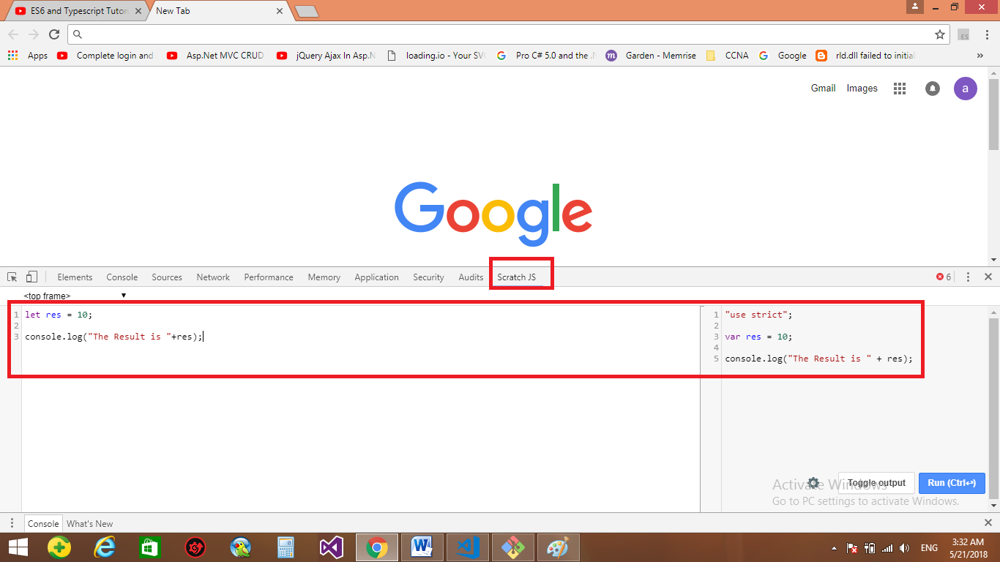 ES6 and Typescript Tutor
New Tab
Apps
Complete login and
Asp.Net MVC CRUD
jQuery Ajax In Asp.N
loading.io - Your SV
Pro C# 5.0 and the .
Garden - Memrise
CCNA
Google
rld.dll failed to initial
»
ES
m
Gmail
Images
a
Google
Elements
Console
Sources
Network
Performance
Memory
Application
Security
Audits
Scratch JS
6
<top frame>
1 let res = 10;
2
3 console.log("The Result is "+res);
1 "use strict";
2
3 var res = 10;
4
5 console.log("The Result is " + res);
Toggle output
Run (Ctrl↩)
Activate Windows
Go to PC settings to activate Windows.
Console
What's New
ENG
3:32 AM
5/21/2018